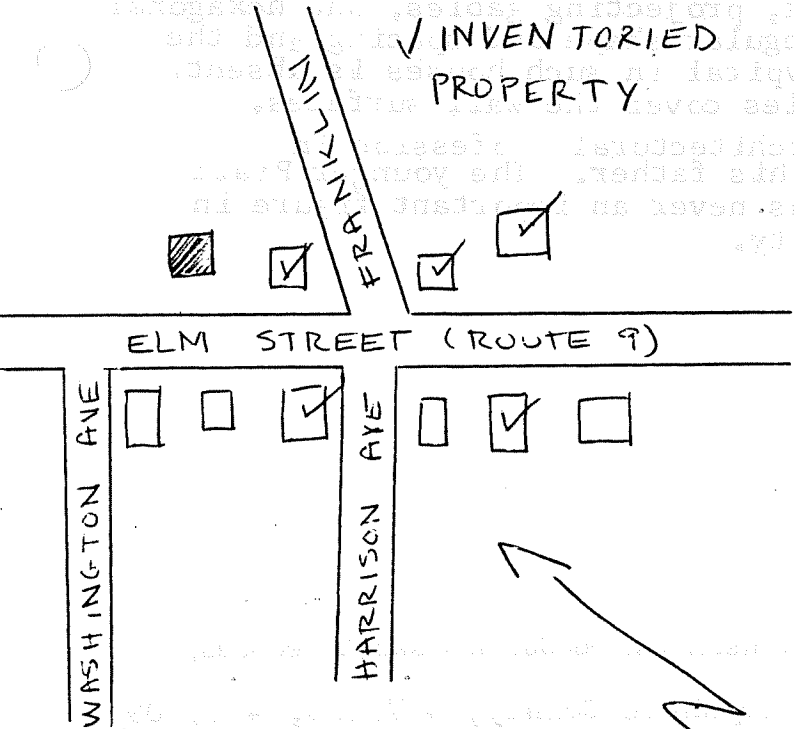 ✓ INVENTORIED
PROPERTY
FRANKLIN
ELM STREET (ROUTE 9)
WASHINGTON AVE
HARRISON AVE